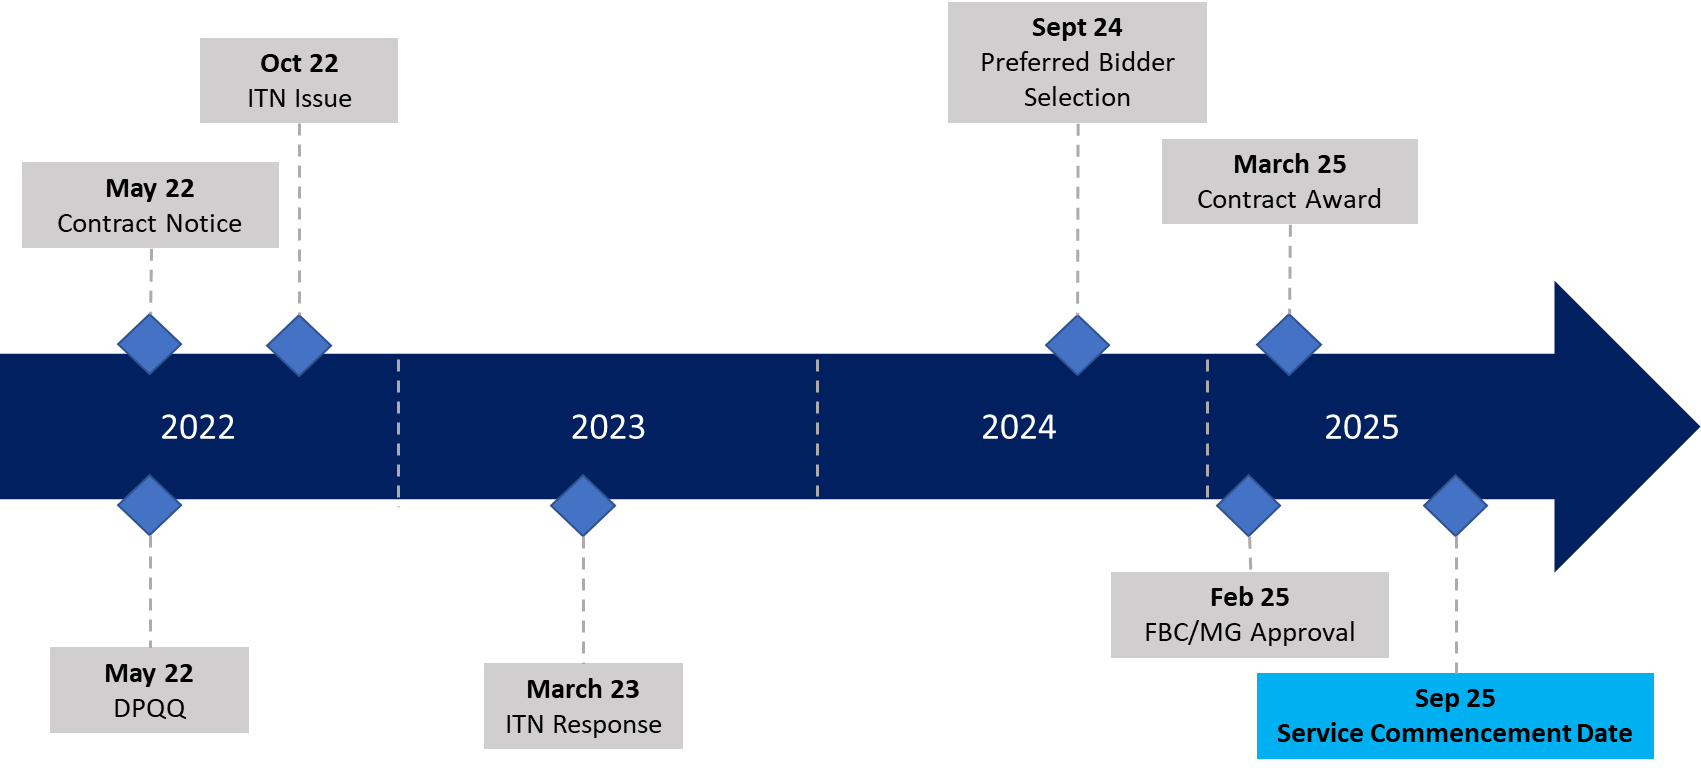 Sept 24
Preferred Bidder
Selection
Oct 22
ITN Issue
March 25
Contract Award
May 22
Contract Notice
2022
2023
2024
2025
Feb 25
FBC/MG Approval
May 22
DPQQ
March 23
ITN Response
Sep 25
Service Commencement Date